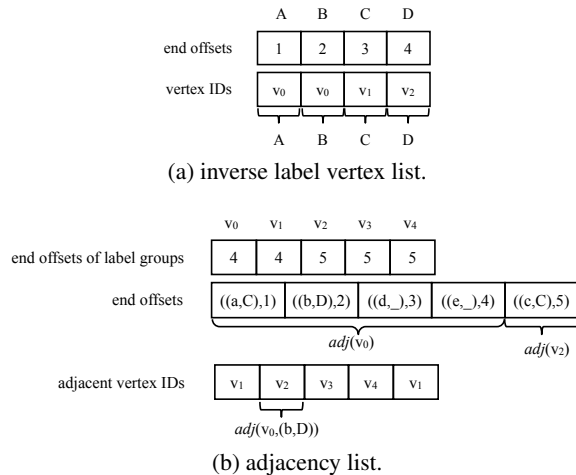 A B C D
end offsets 1 2 3 4
vertex IDs v₀ v₀ v₁ v₂
A B C D
(a) inverse label vertex list.
v₀ v₁ v₂ v₃ v₄
end offsets of label groups 4 4 5 5 5
end offsets ((a,C),1) ((b,D),2) ((d,_),3) ((e,_),4) ((c,C),5)
adj(v₀) adj(v₂)
adjacent vertex IDs v₁ v₂ v₃ v₄ v₁
adj(v₀,(b,D))
(b) adjacency list.